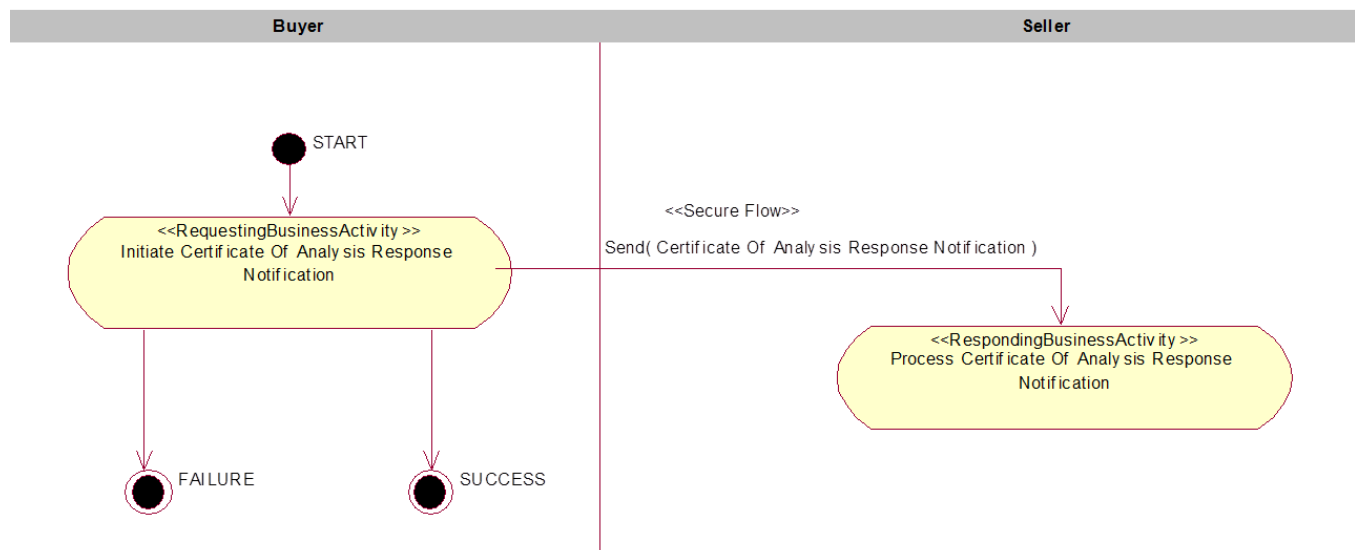 Buyer
Seller
START
<<RequestingBusinessActivity>>
Initiate Certificate Of Analysis Response
Notification
<<Secure Flow>>
Send( Certificate Of Analysis Response Notification )
<<RespondingBusinessActivity>>
Process Certificate Of Analysis Response
Notification
FAILURE
SUCCESS